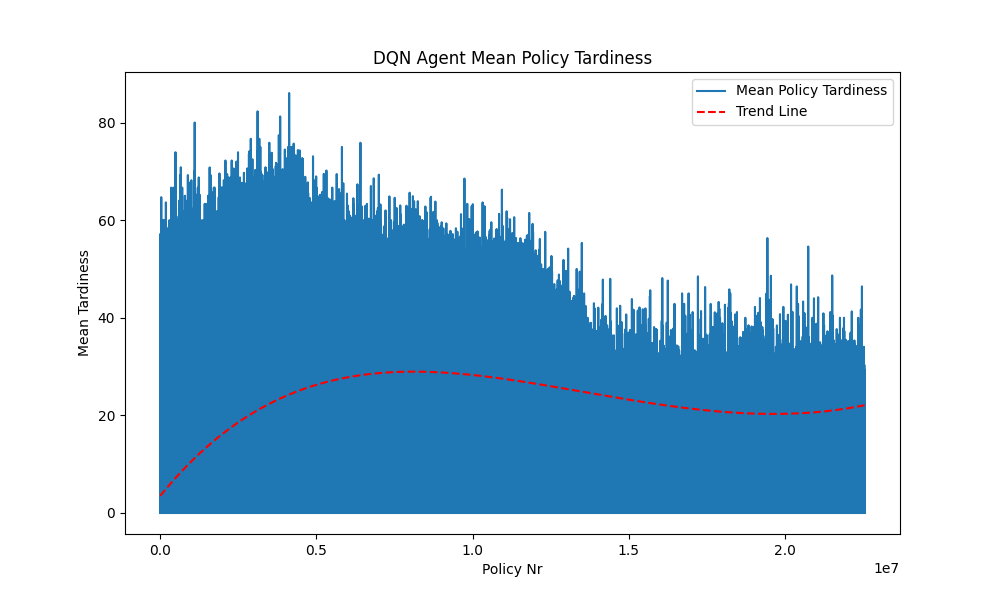 DQN Agent Mean Policy Tardiness
Mean Policy Tardiness
Trend Line
Mean Tardiness
80
60
40
20
0
0.0
0.5
1.0
1.5
2.0
1e7
Policy Nr